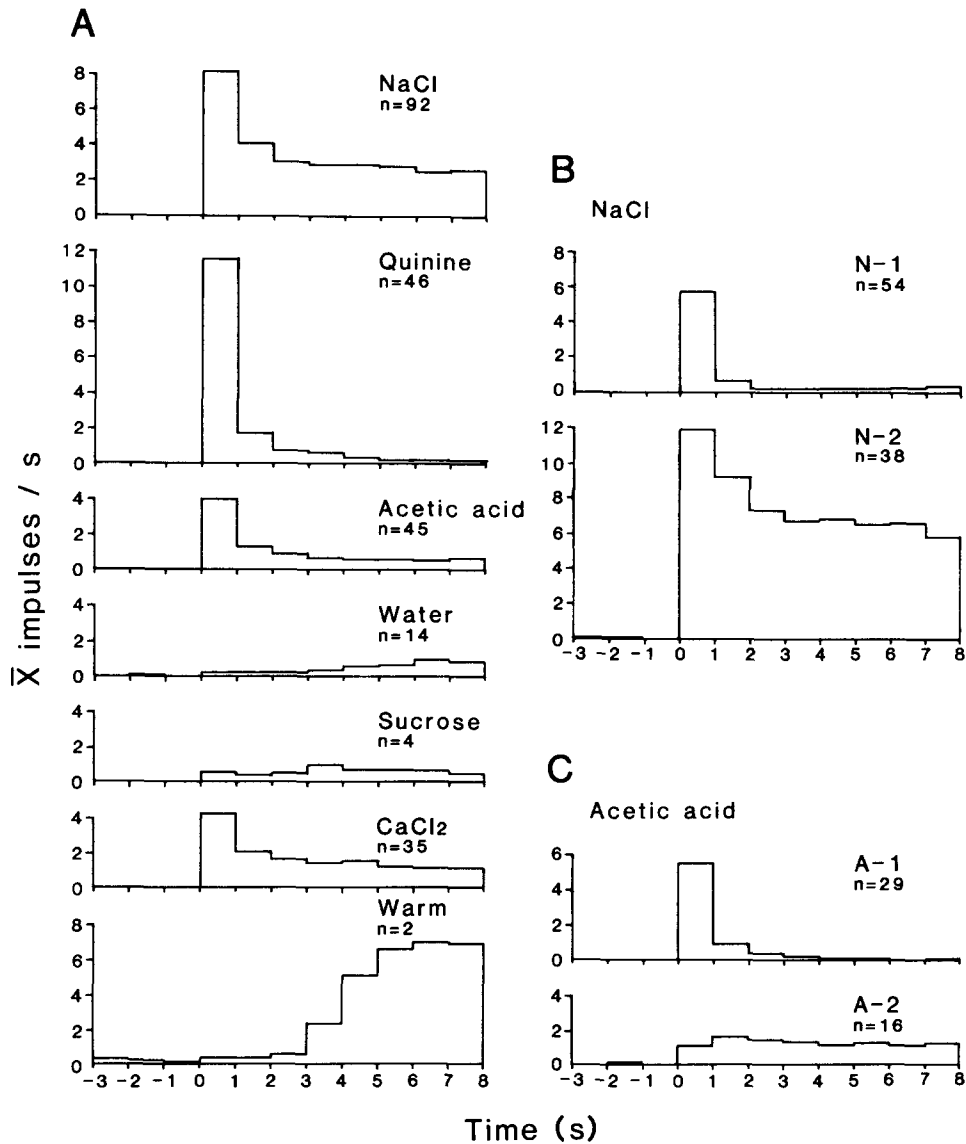 A
NaCl
n=92
8
6
4
2
0
Quinine
n=46
12
10
8
6
4
2
0
Acetic acid
n=45
4
2
0
Water
n=14
4
2
0
Sucrose
n=4
4
2
0
CaCl2
n=35
4
2
0
Warm
n=2
8
6
4
2
0
-3 -2 -1 0 1 2 3 4 5 6 7 8
X̅ impulses / s
B
NaCl
N-1
n=54
8
6
4
2
0
N-2
n=38
12
10
8
6
4
2
0
-3 -2 -1 0 1 2 3 4 5 6 7 8
C
Acetic acid
A-1
n=29
6
4
2
0
A-2
n=16
4
2
0
-3 -2 -1 0 1 2 3 4 5 6 7 8
Time (s)